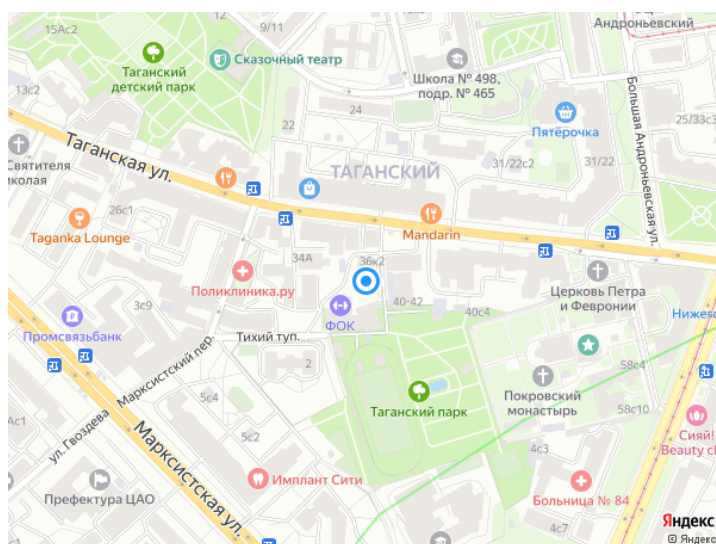 15Ас2
9/11
Андроньевский
Сказочный театр
Таганский
детский парк
Школа № 498,
подр. № 465
13с2
24
22
Пятёрочка
25/33с3
Большая Андроньевская ул.
Таганская ул.
Святителя
иколая
ТАГАНСКИЙ
31/22с2
31/22
26с1
Taganka Lounge
Mandarin
34А
36к2
Поликлиника.ру
40-42
40с4
Церковь Петра
и Февронии
3с9
Промсвязьбанк
ФОК
Нижего
Тихий туп.
2
Марксистский пер.
58с4
Таганский парк
Покровский
монастырь
58с10
5с4
Ас1
ул. Гвоздева
5с2
4с3
Сияй!
Beauty cl
Марксистская ул.
Имплант Сити
Префектура ЦАО
Больница № 84
4с7
Яндекс
© Яндекс